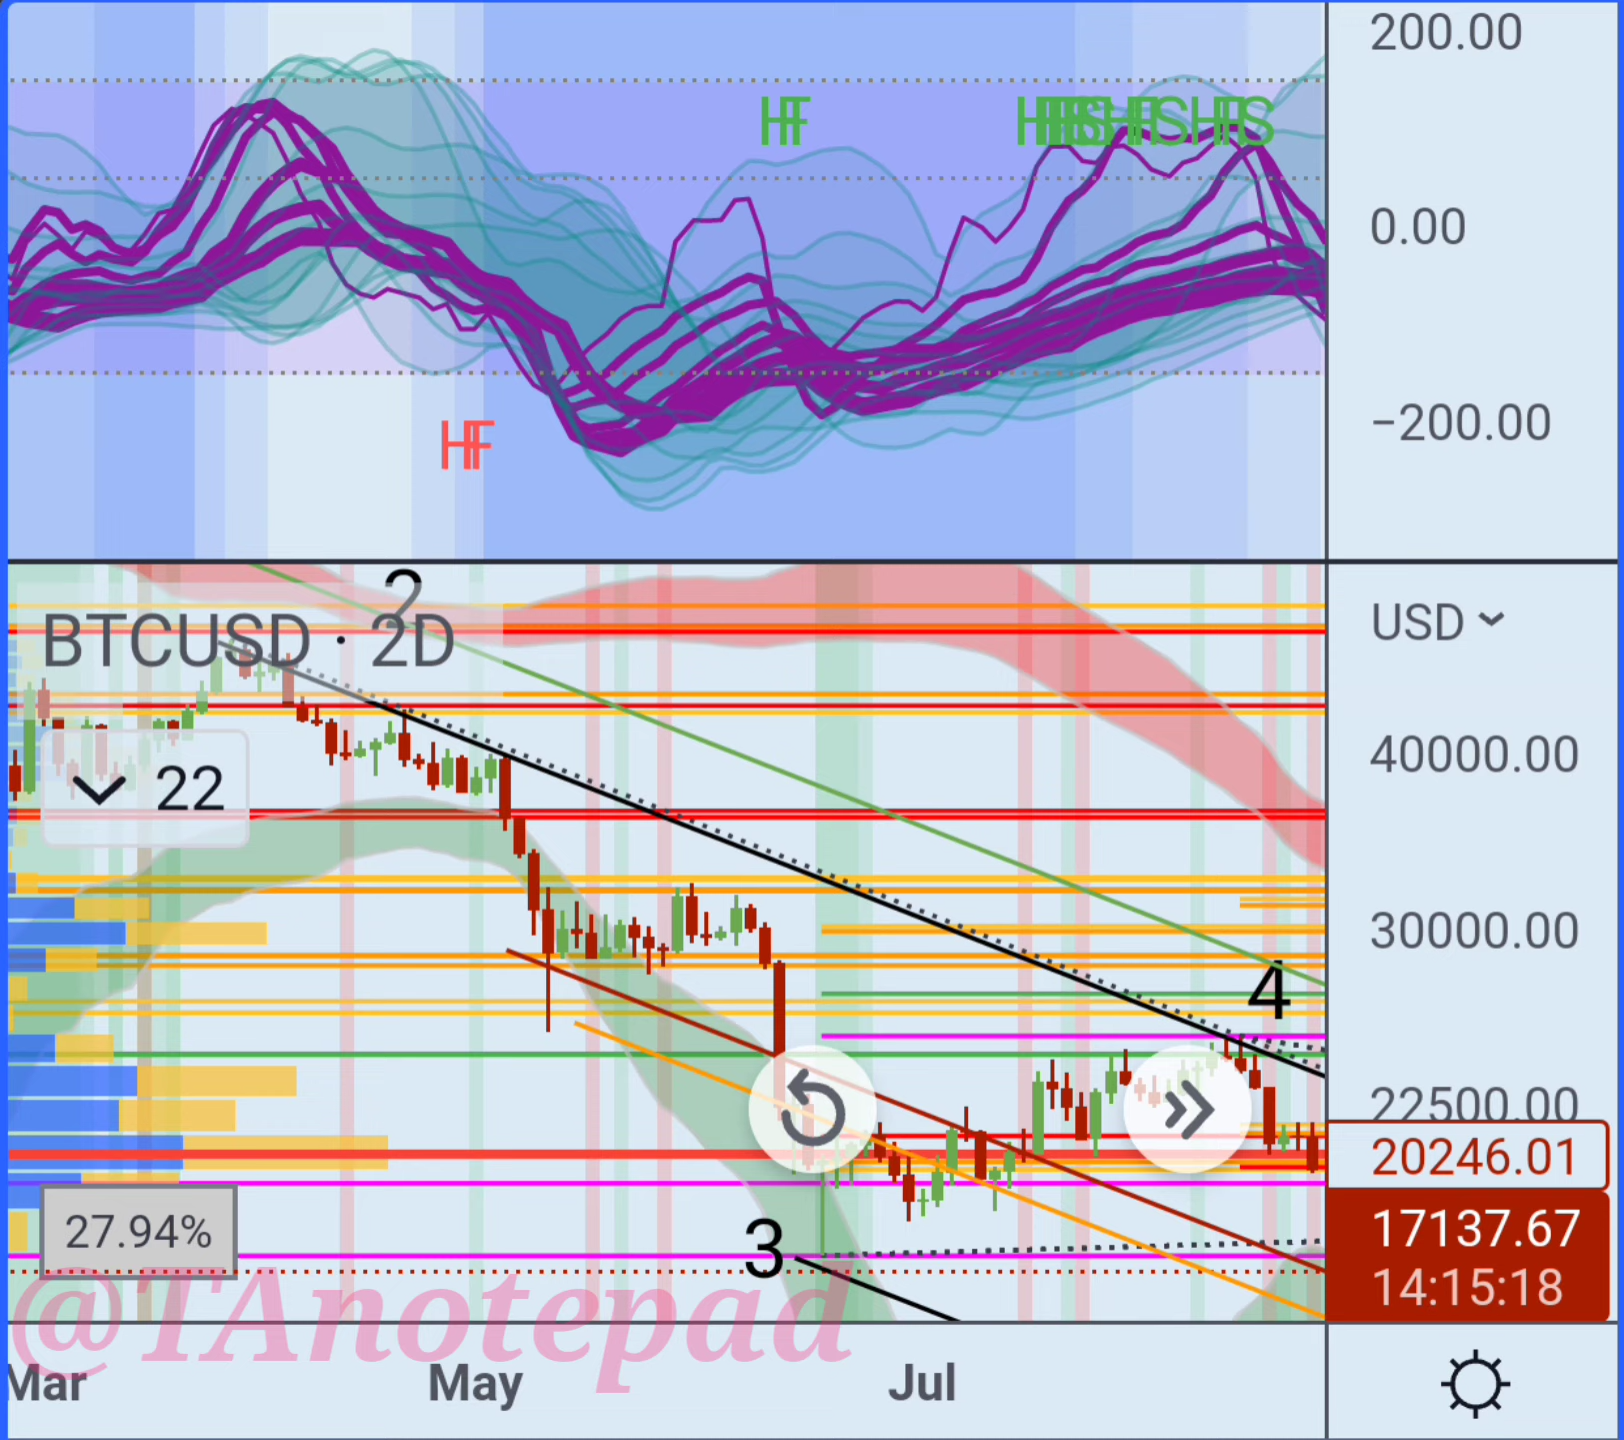 200.00
HF
HFHFSHFSHFS
0.00
HF
−200.00
2
BTCUSD · 2D
USD
40000.00
22
30000.00
4
22500.00
20246.01
27.94%
3
17137.67
14:15:18
@TAnotepad
Mar
May
Jul